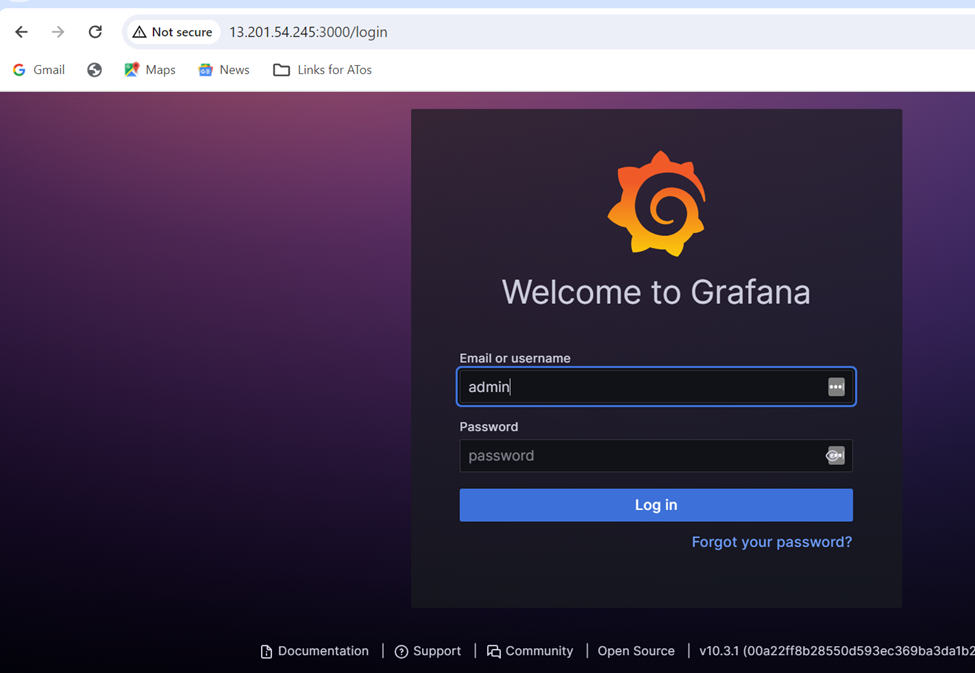 Not secure 13.201.54.245:3000/login
Gmail Maps News Links for ATos
Welcome to Grafana
Email or username
admin
Password
password
Log in
Forgot your password?
Documentation | Support | Community | Open Source | v10.3.1 (00a22ff8b28550d593ec369ba3da1b2